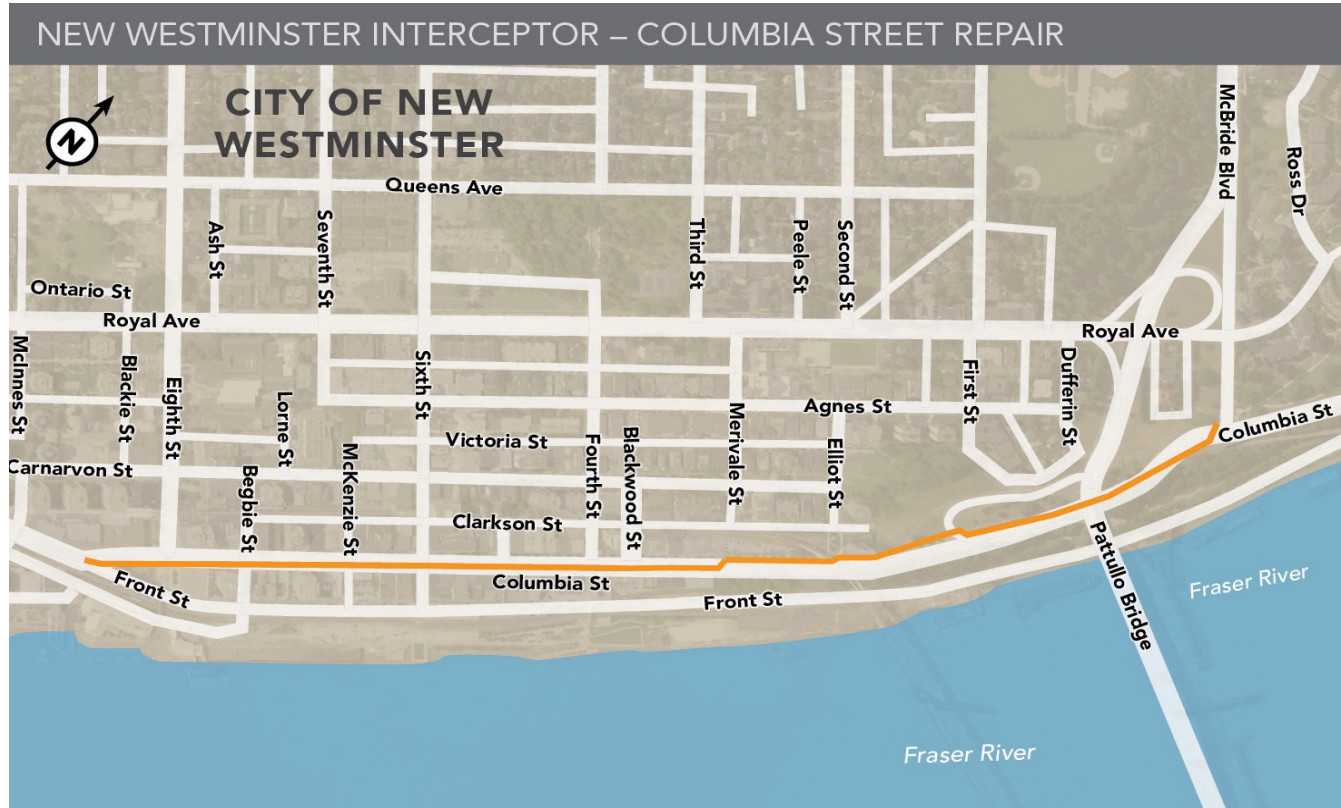 NEW WESTMINSTER INTERCEPTOR – COLUMBIA STREET REPAIR
N
CITY OF NEW
WESTMINSTER
McBride Blvd
Ross Dr
Queens Ave
Ash St
Seventh St
Third St
Peele St
Second St
Ontario St
Royal Ave
Royal Ave
McInnes St
Blackie St
Eighth St
Lorne St
Sixth St
First St
Dufferin St
Agnes St
Merivale St
Elliot St
Columbia St
Victoria St
Fourth St
Blackwood St
McKenzie St
Carnarvon St
Begbie St
Clarkson St
Pattullo Bridge
Front St
Columbia St
Front St
Fraser River
Fraser River